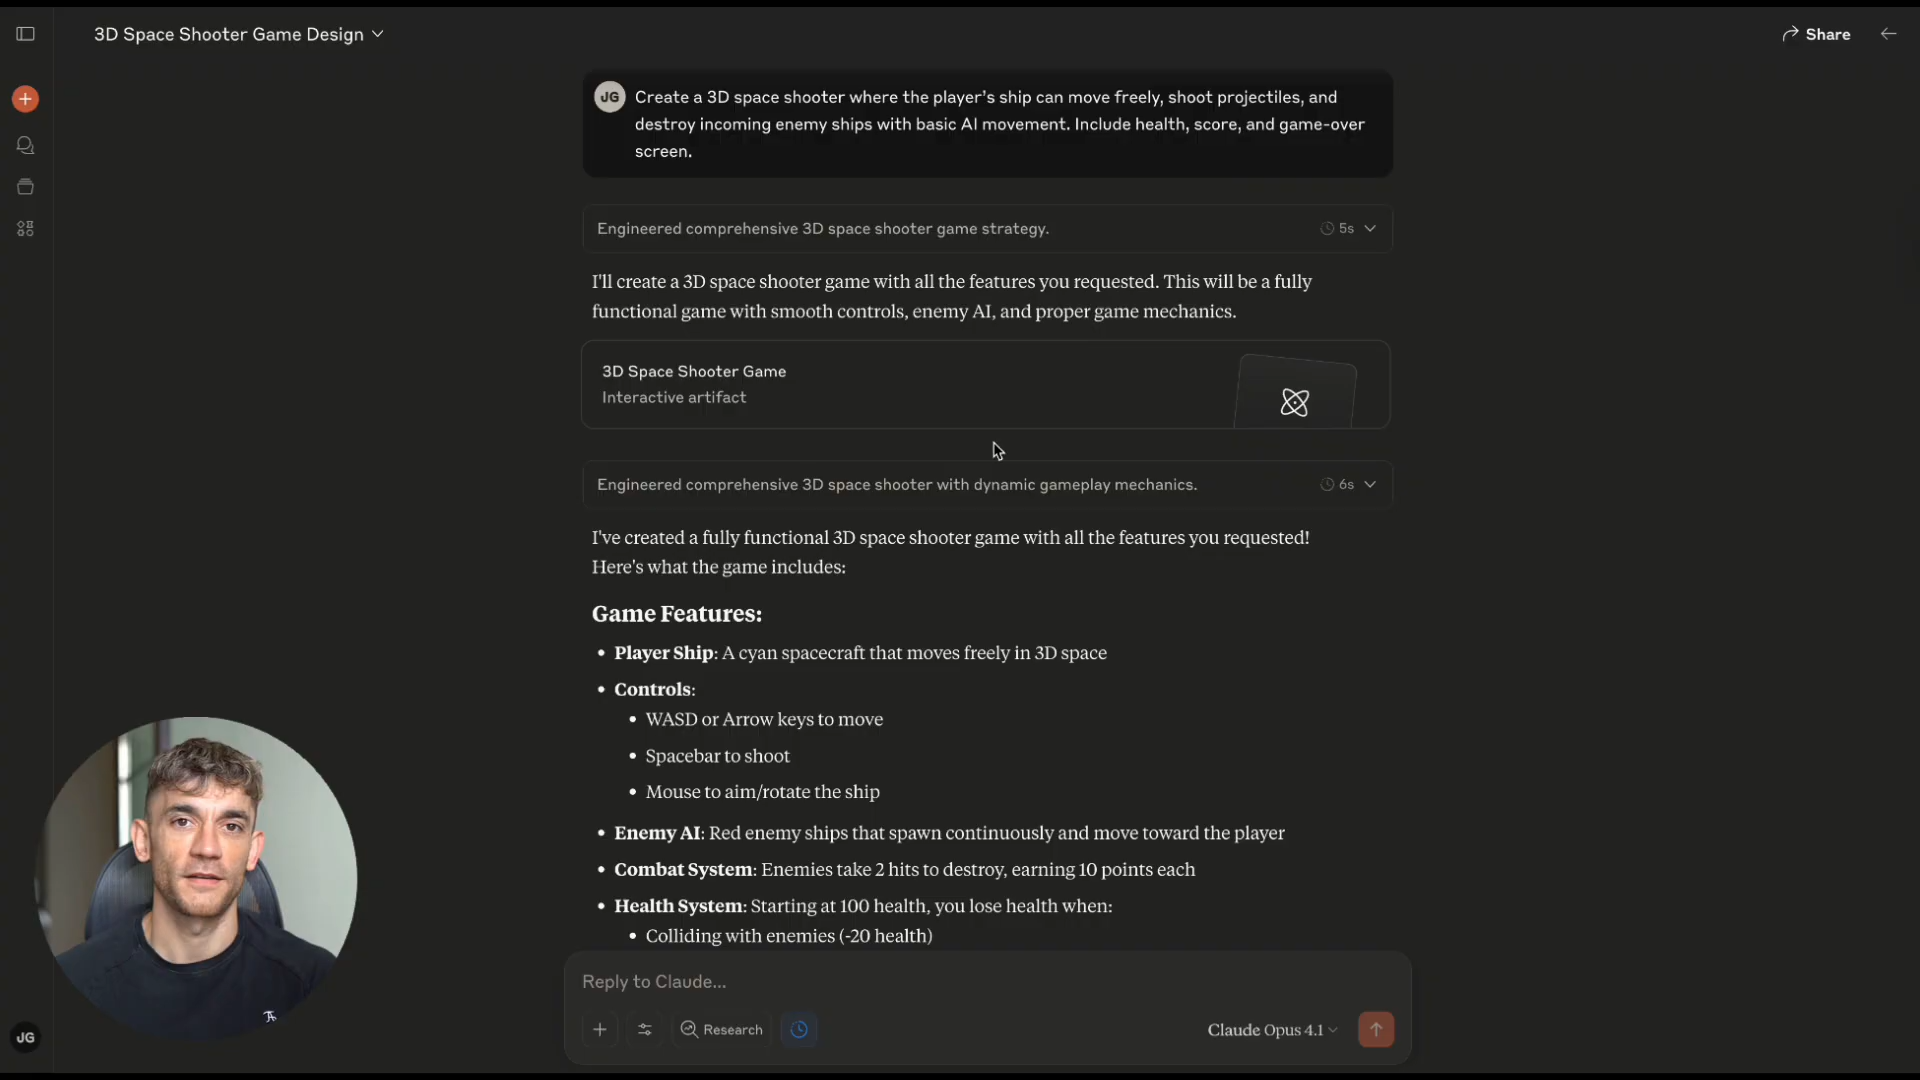 3D Space Shooter Game Design
Share
JG
Create a 3D space shooter where the player's ship can move freely, shoot projectiles, and
destroy incoming enemy ships with basic AI movement. Include health, score, and game-over
screen.
Engineered comprehensive 3D space shooter game strategy.
5s
I'll create a 3D space shooter game with all the features you requested. This will be a fully
functional game with smooth controls, enemy AI, and proper game mechanics.
3D Space Shooter Game
Interactive artifact
Engineered comprehensive 3D space shooter with dynamic gameplay mechanics.
6s
I've created a fully functional 3D space shooter game with all the features you requested!
Here's what the game includes:
Game Features:
• Player Ship: A cyan spacecraft that moves freely in 3D space
• Controls:
• WASD or Arrow keys to move
• Spacebar to shoot
• Mouse to aim/rotate the ship
• Enemy AI: Red enemy ships that spawn continuously and move toward the player
• Combat System: Enemies take 2 hits to destroy, earning 10 points each
• Health System: Starting at 100 health, you lose health when:
• Colliding with enemies (-20 health)
Reply to Claude...
Research
Claude Opus 4.1
JG